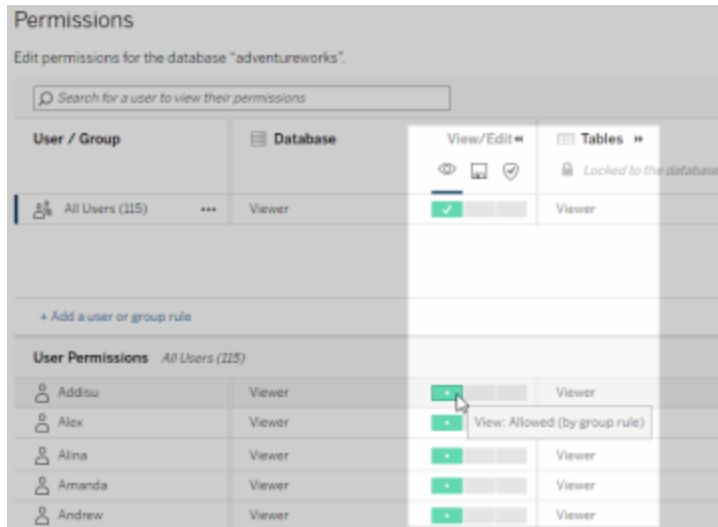 Permissions
Edit permissions for the database "adventureworks".
Search for a user to view their permissions
User / Group Database View/Edit Tables
Locked to the database
All Users (115) ••• Viewer Viewer
+ Add a user or group rule
User Permissions All Users (115)
Addisu Viewer Viewer
Alex Viewer View: Allowed (by group rule)
Alina Viewer Viewer
Amanda Viewer Viewer
Andrew Viewer Viewer